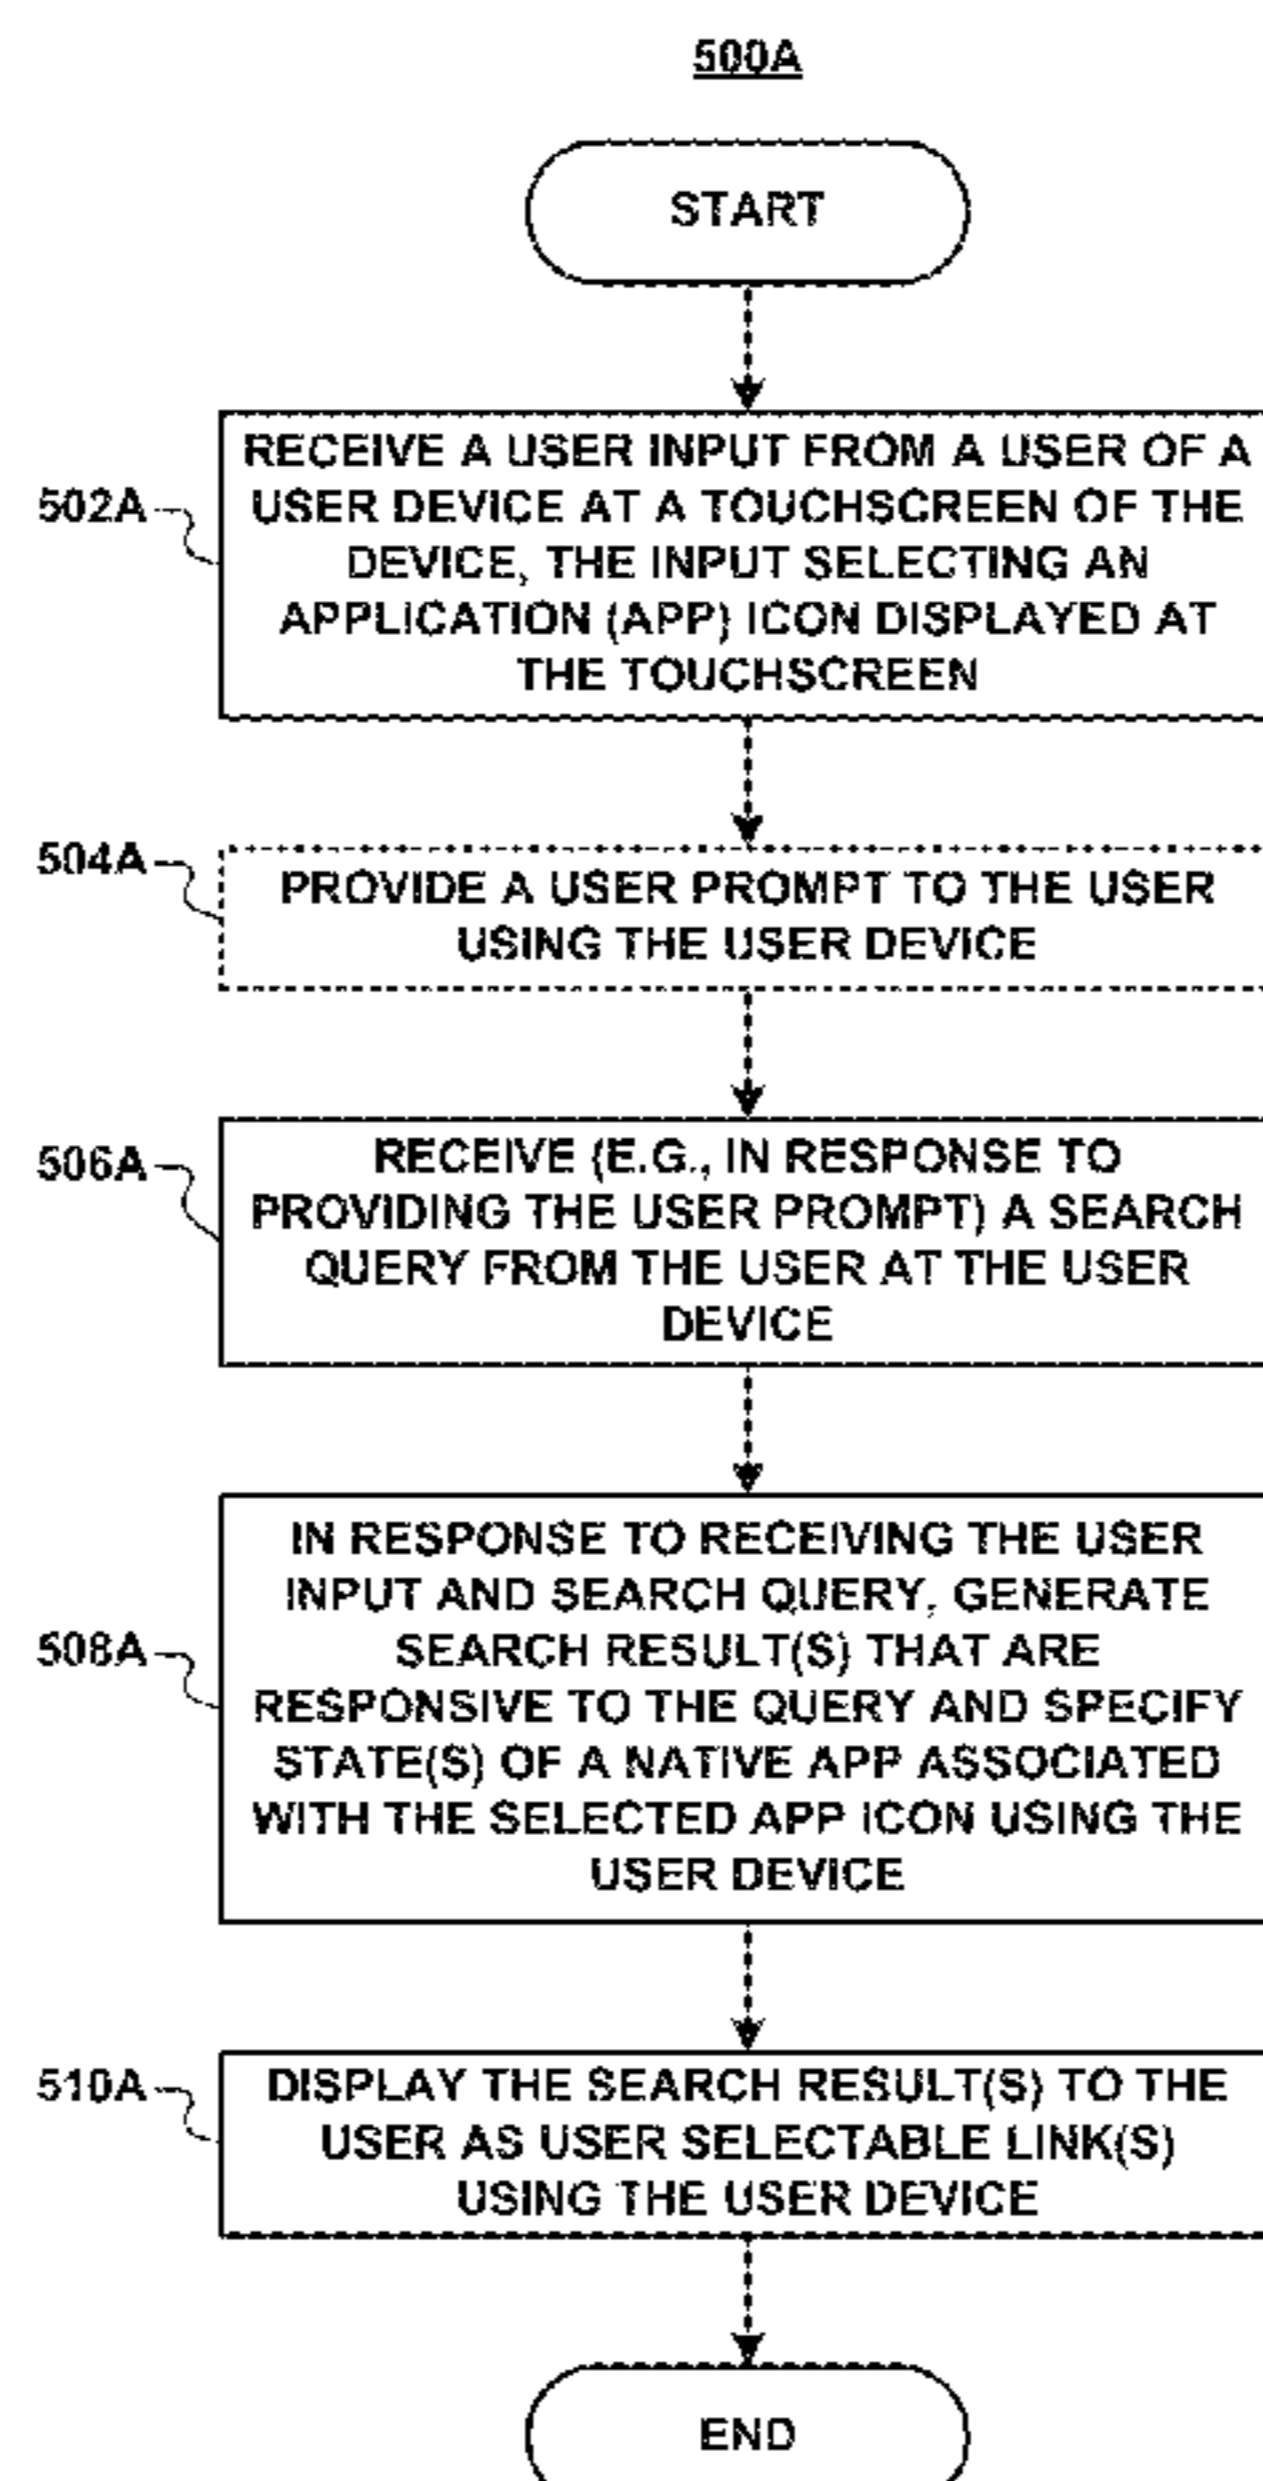 500A
START
502A
RECEIVE A USER INPUT FROM A USER OF A
USER DEVICE AT A TOUCHSCREEN OF THE
DEVICE, THE INPUT SELECTING AN
APPLICATION (APP) ICON DISPLAYED AT
THE TOUCHSCREEN
504A
PROVIDE A USER PROMPT TO THE USER
USING THE USER DEVICE
506A
RECEIVE (E.G., IN RESPONSE TO
PROVIDING THE USER PROMPT) A SEARCH
QUERY FROM THE USER AT THE USER
DEVICE
508A
IN RESPONSE TO RECEIVING THE USER
INPUT AND SEARCH QUERY, GENERATE
SEARCH RESULT(S) THAT ARE
RESPONSIVE TO THE QUERY AND SPECIFY
STATE(S) OF A NATIVE APP ASSOCIATED
WITH THE SELECTED APP ICON USING THE
USER DEVICE
510A
DISPLAY THE SEARCH RESULT(S) TO THE
USER AS USER SELECTABLE LINK(S)
USING THE USER DEVICE
END